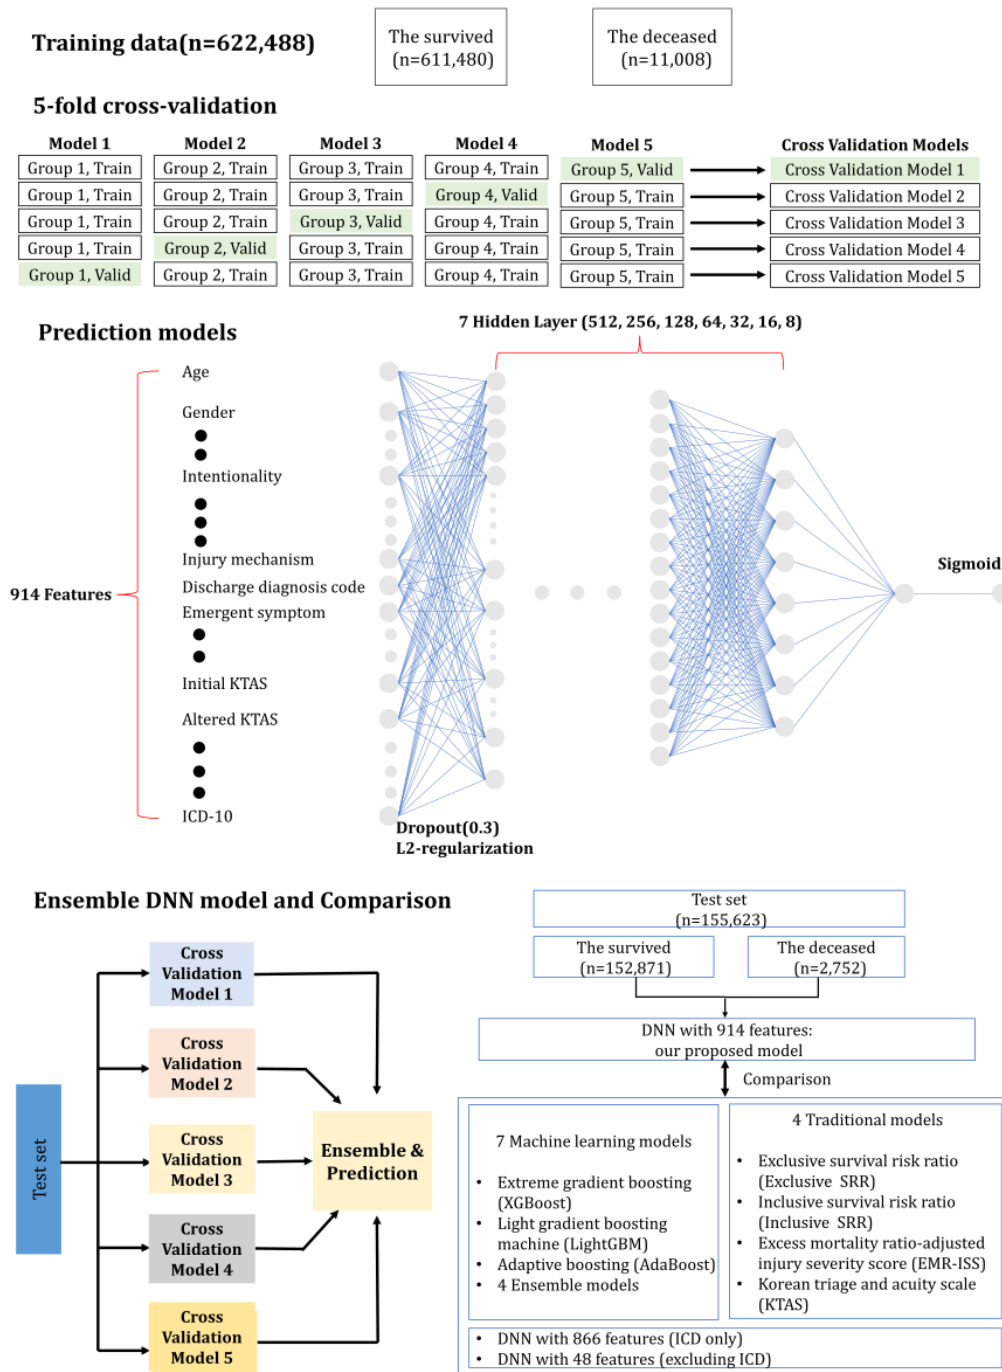 Training data(n=622,488)
The survived
(n=611,480)
The deceased
(n=11,008)
5-fold cross-validation
Model 1
Model 2
Model 3
Model 4
Model 5
Cross Validation Models
Group 1, Train
Group 2, Train
Group 3, Train
Group 4, Train
Group 5, Valid
Cross Validation Model 1
Group 1, Train
Group 2, Train
Group 3, Train
Group 4, Valid
Group 5, Train
Cross Validation Model 2
Group 1, Train
Group 2, Train
Group 3, Valid
Group 4, Train
Group 5, Train
Cross Validation Model 3
Group 1, Train
Group 2, Valid
Group 3, Train
Group 4, Train
Group 5, Train
Cross Validation Model 4
Group 1, Valid
Group 2, Train
Group 3, Train
Group 4, Train
Group 5, Train
Cross Validation Model 5
Prediction models
7 Hidden Layer (512, 256, 128, 64, 32, 16, 8)
914 Features
Age
Gender
Intentionality
Injury mechanism
Discharge diagnosis code
Emergent symptom
Initial KTAS
Altered KTAS
ICD-10
Sigmoid
Dropout(0.3)
L2-regularization
Ensemble DNN model and Comparison
Test set
Cross
Validation
Model 1
Cross
Validation
Model 2
Cross
Validation
Model 3
Cross
Validation
Model 4
Cross
Validation
Model 5
Ensemble &
Prediction
Test set
(n=155,623)
The survived
(n=152,871)
The deceased
(n=2,752)
DNN with 914 features:
our proposed model
Comparison
7 Machine learning models
• Extreme gradient boosting
(XGBoost)
• Light gradient boosting
machine (LightGBM)
• Adaptive boosting (AdaBoost)
• 4 Ensemble models
4 Traditional models
• Exclusive survival risk ratio
(Exclusive SRR)
• Inclusive survival risk ratio
(Inclusive SRR)
• Excess mortality ratio-adjusted
injury severity score (EMR-ISS)
• Korean triage and acuity scale
(KTAS)
• DNN with 866 features (ICD only)
• DNN with 48 features (excluding ICD)